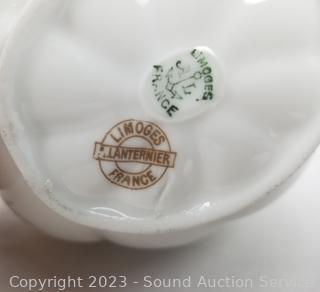 LIMOGES
A L
FRANCE
LIMOGES
A.LANTERNIER
FRANCE
Copyright 2023 - Sound Auction Service